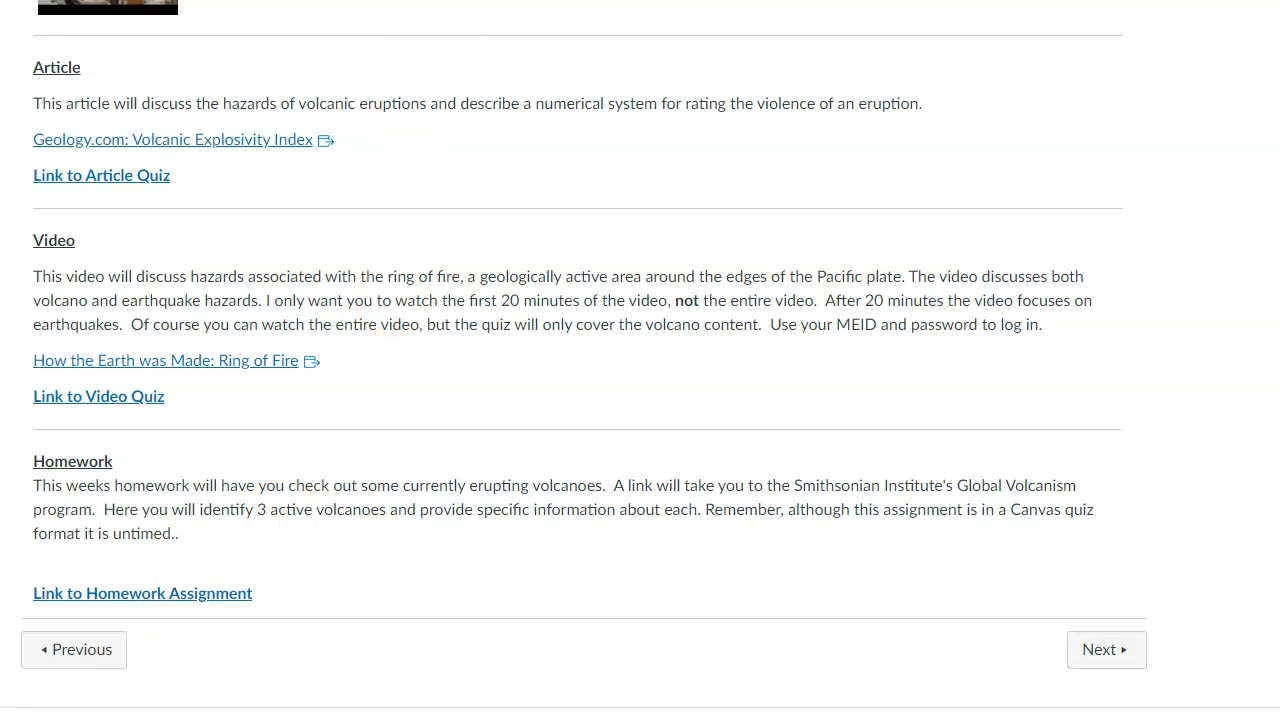 Article
This article will discuss the hazards of volcanic eruptions and describe a numerical system for rating the violence of an eruption.
Geology.com: Volcanic Explosivity Index
Link to Article Quiz
Video
This video will discuss hazards associated with the ring of fire, a geologically active area around the edges of the Pacific plate. The video discusses both
volcano and earthquake hazards. I only want you to watch the first 20 minutes of the video, not the entire video.  After 20 minutes the video focuses on
earthquakes.  Of course you can watch the entire video, but the quiz will only cover the volcano content.  Use your MEID and password to log in.
How the Earth was Made: Ring of Fire
Link to Video Quiz
Homework
This weeks homework will have you check out some currently erupting volcanoes.  A link will take you to the Smithsonian Institute's Global Volcanism
program.  Here you will identify 3 active volcanoes and provide specific information about each. Remember, although this assignment is in a Canvas quiz
format it is untimed..
Link to Homework Assignment
Previous
Next